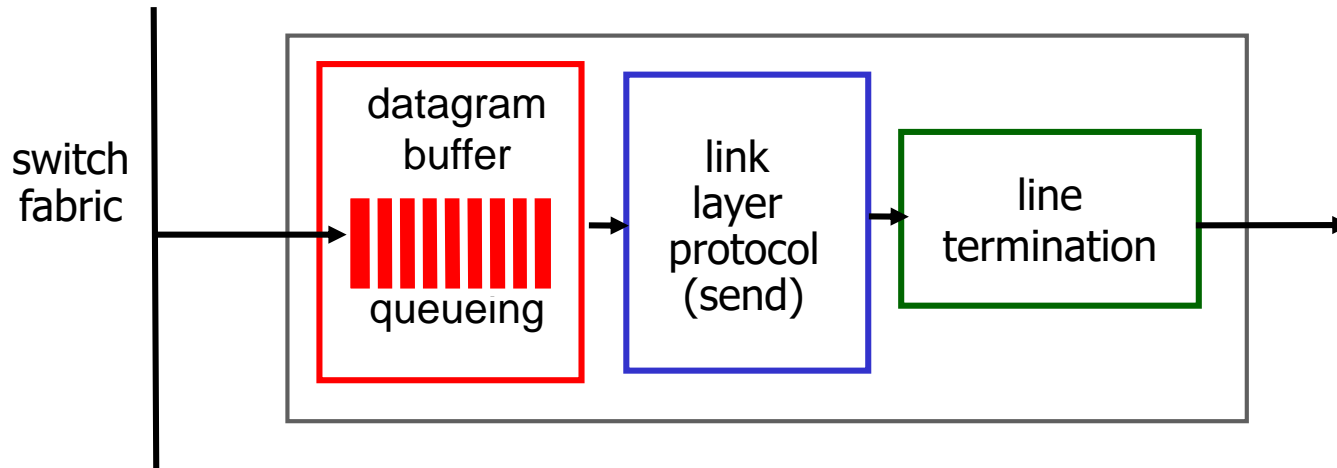 switch
fabric
datagram
buffer
queueing
link
layer
protocol
(send)
line
termination